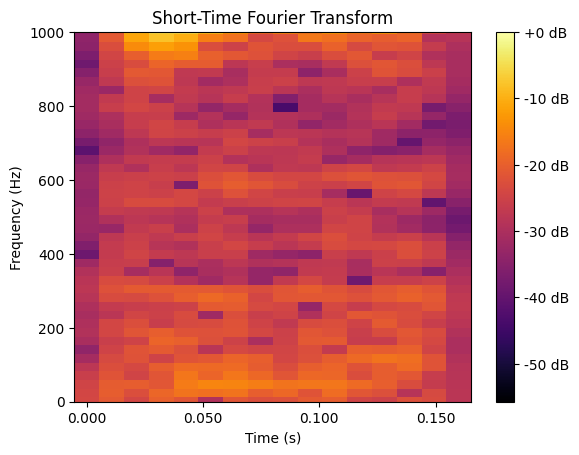 Short-Time Fourier Transform
1000
800
600
400
200
0
Frequency (Hz)
0.000
0.050
0.100
0.150
Time (s)
+0 dB
-10 dB
-20 dB
-30 dB
-40 dB
-50 dB